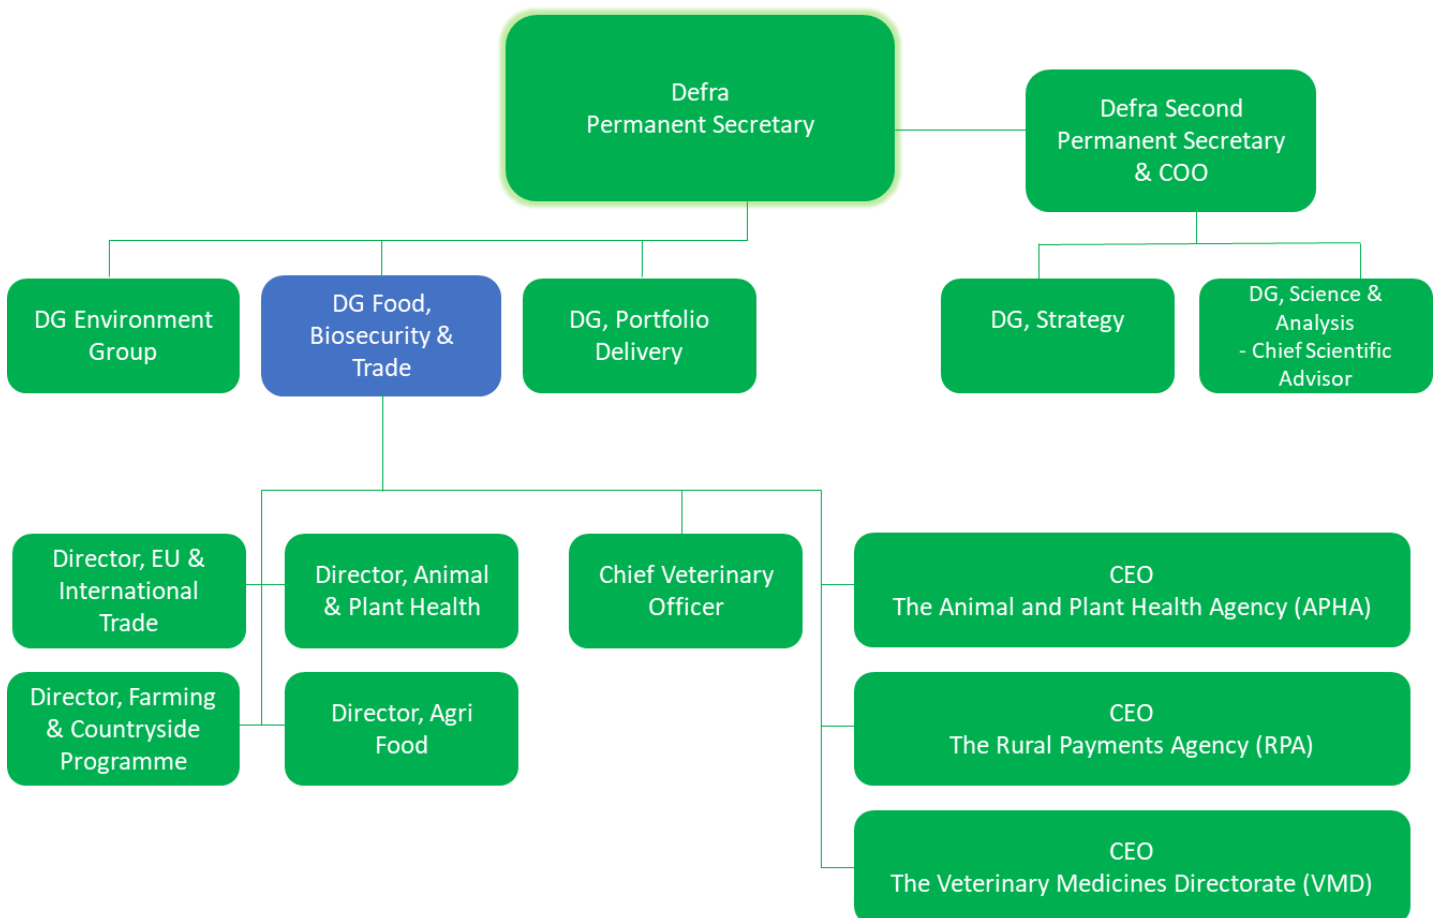 Defra
Permanent Secretary
Defra Second
Permanent Secretary
& COO
DG Environment
Group
DG Food,
Biosecurity &
Trade
DG, Portfolio
Delivery
DG, Strategy
DG, Science &
Analysis
- Chief Scientific
Advisor
Director, EU &
International
Trade
Director, Animal
& Plant Health
Chief Veterinary
Officer
CEO
The Animal and Plant Health Agency (APHA)
Director, Farming
& Countryside
Programme
Director, Agri
Food
CEO
The Rural Payments Agency (RPA)
CEO
The Veterinary Medicines Directorate (VMD)